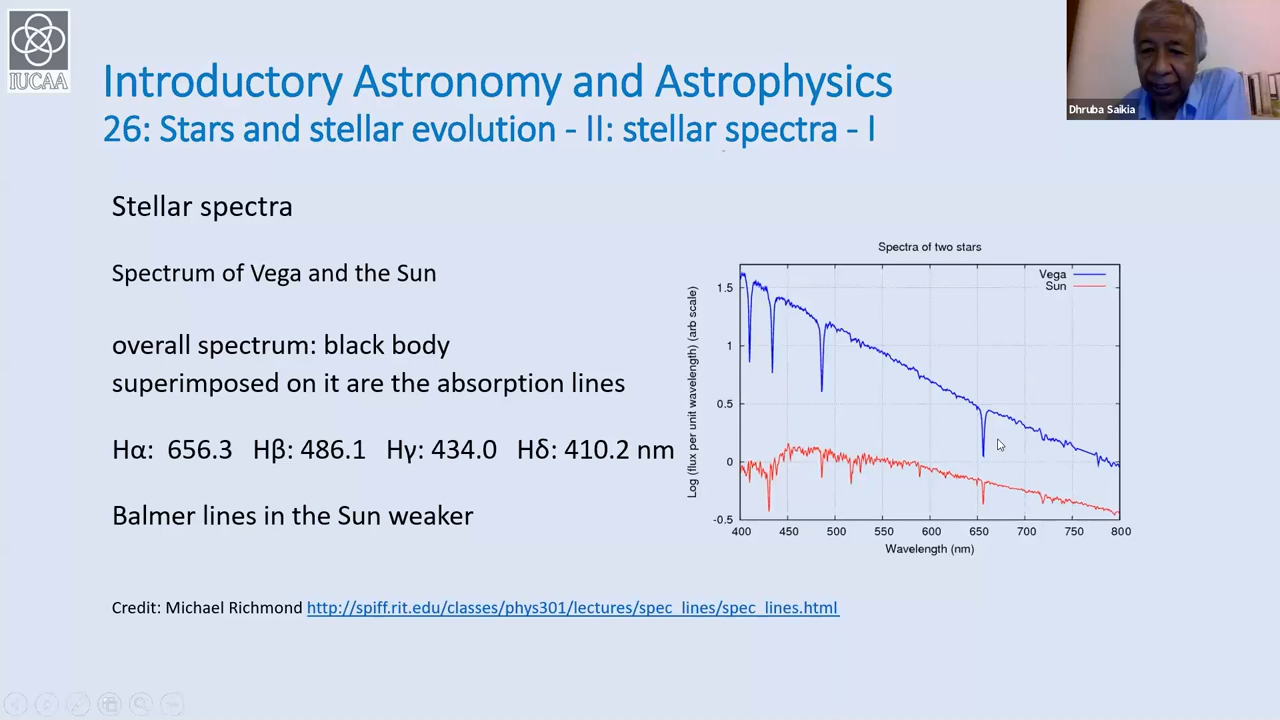 IUCAA
Introductory Astronomy and Astrophysics
26: Stars and stellar evolution - II: stellar spectra - I
Dhruba Saikia
Stellar spectra
Spectrum of Vega and the Sun
overall spectrum: black body
superimposed on it are the absorption lines
Hα: 656.3 Hβ: 486.1 Hγ: 434.0 Hδ: 410.2 nm
Balmer lines in the Sun weaker
Spectra of two stars
Vega
Sun
Log (flux per unit wavelength) (arb scale)
1.5
1
0.5
0
-0.5
400 450 500 550 600 650 700 750 800
Wavelength (nm)
Credit: Michael Richmond http://spiff.rit.edu/classes/phys301/lectures/spec_lines/spec_lines.html